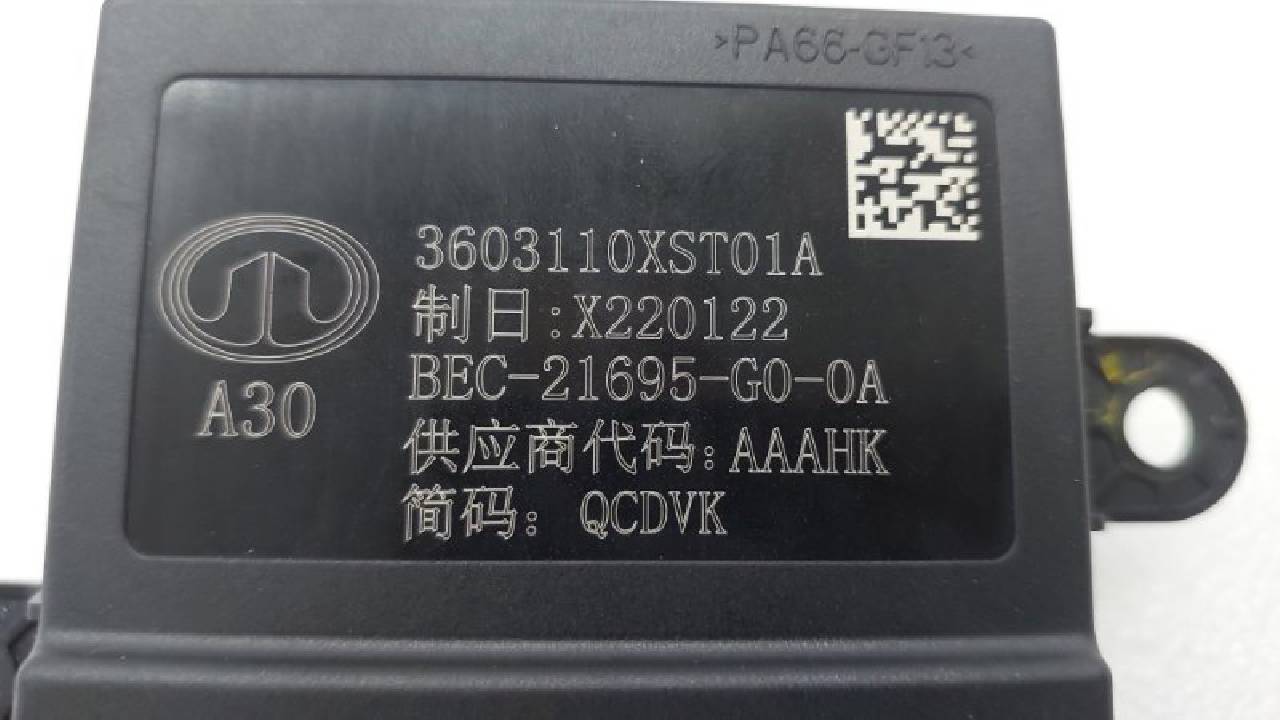 >PA66-GF13<
3603110XST01A
制日:X220122
BEC-21695-G0-0A
A30
供应商代码:AAAHK
简码: QCDVK